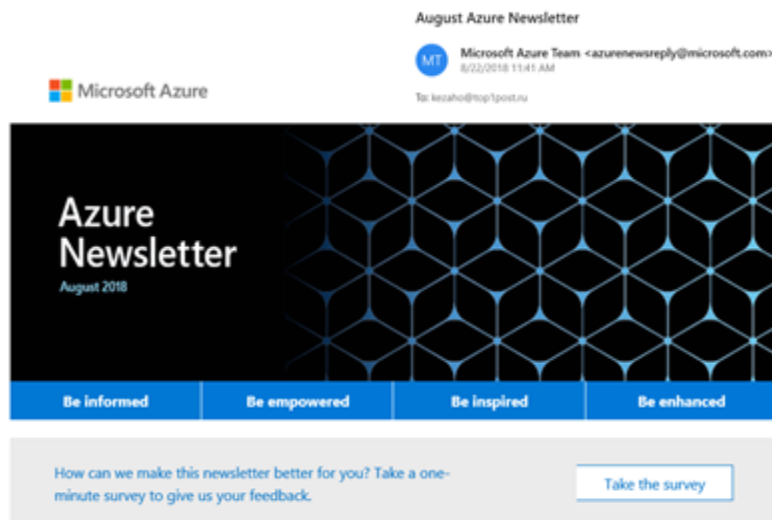 August Azure Newsletter
MT
Microsoft Azure Team <azurenewsreply@microsoft.com>
8/22/2018 11:41 AM
Microsoft Azure
To: kezaho@top1post.ru
Azure
Newsletter
August 2018
Be informed
Be empowered
Be inspired
Be enhanced
How can we make this newsletter better for you? Take a one-
minute survey to give us your feedback.
Take the survey